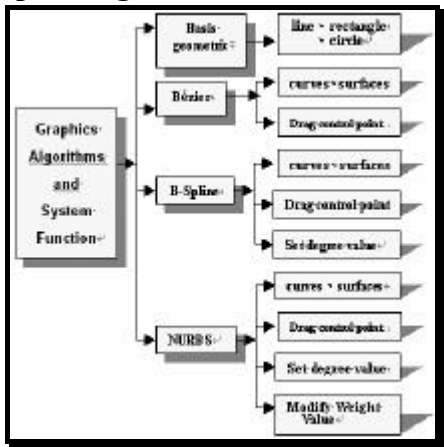 Graphics
Algorithms
and
System
Function
Basis
geometric
line、rectangle
、circle
Bézier
curves、surfaces
Drag control point
B-Spline
curves、surfaces
Drag control point
Set degree value
NURBS
curves、surfaces
Drag control point
Set degree value
Modify Weight
Value